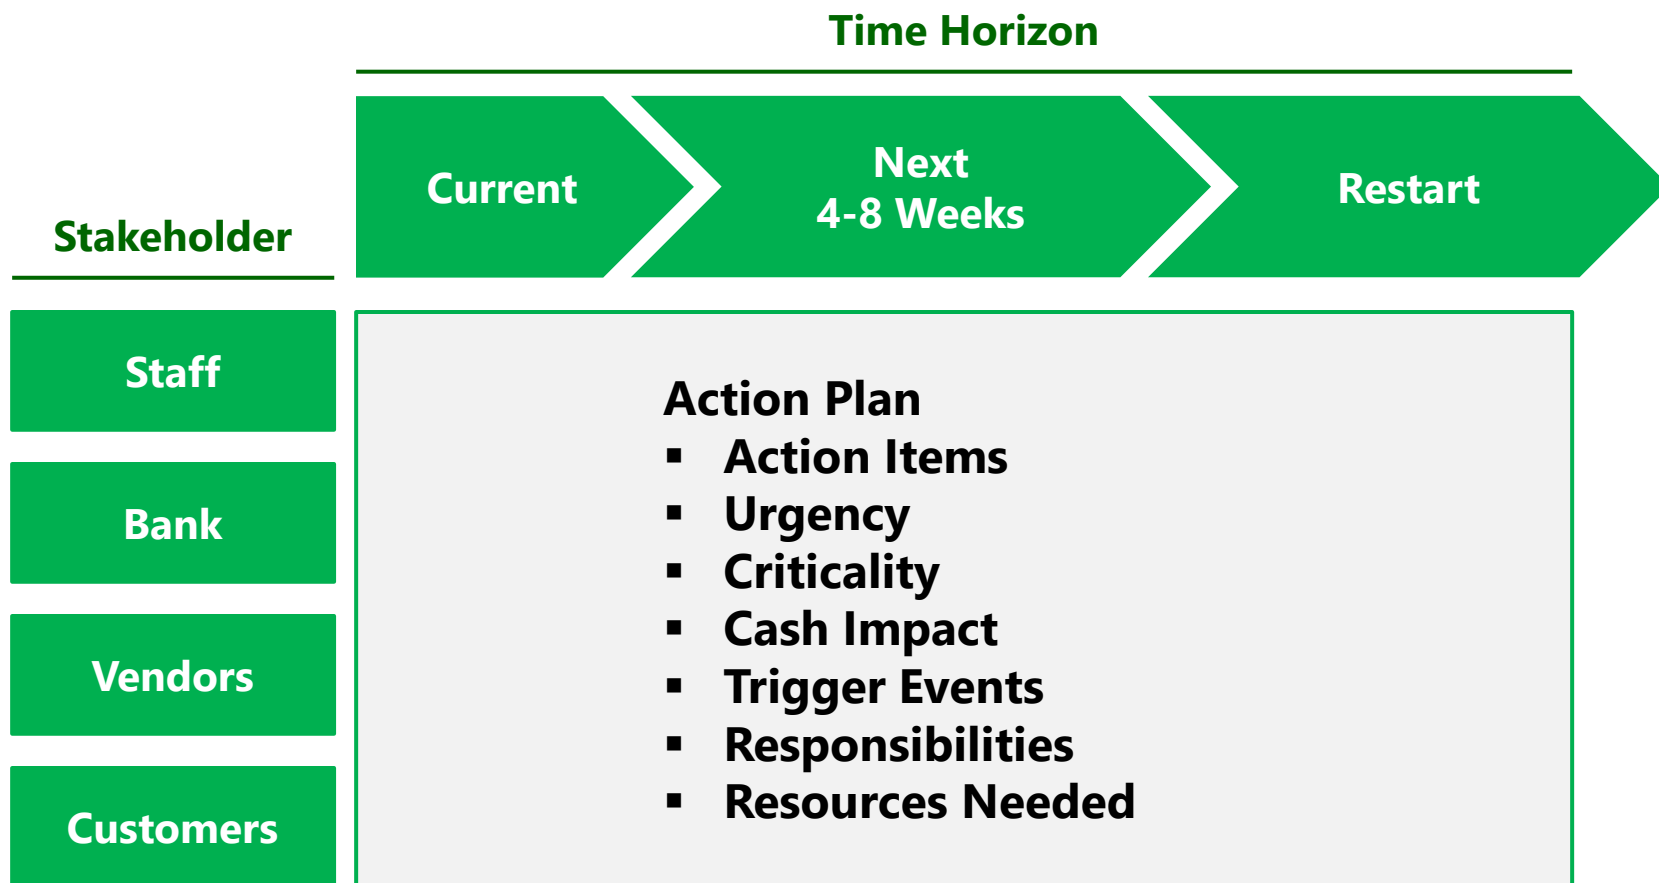 Time Horizon
Current
Next
4-8 Weeks
Restart
Stakeholder
Staff
Bank
Vendors
Customers
Action Plan
▪ Action Items
▪ Urgency
▪ Criticality
▪ Cash Impact
▪ Trigger Events
▪ Responsibilities
▪ Resources Needed